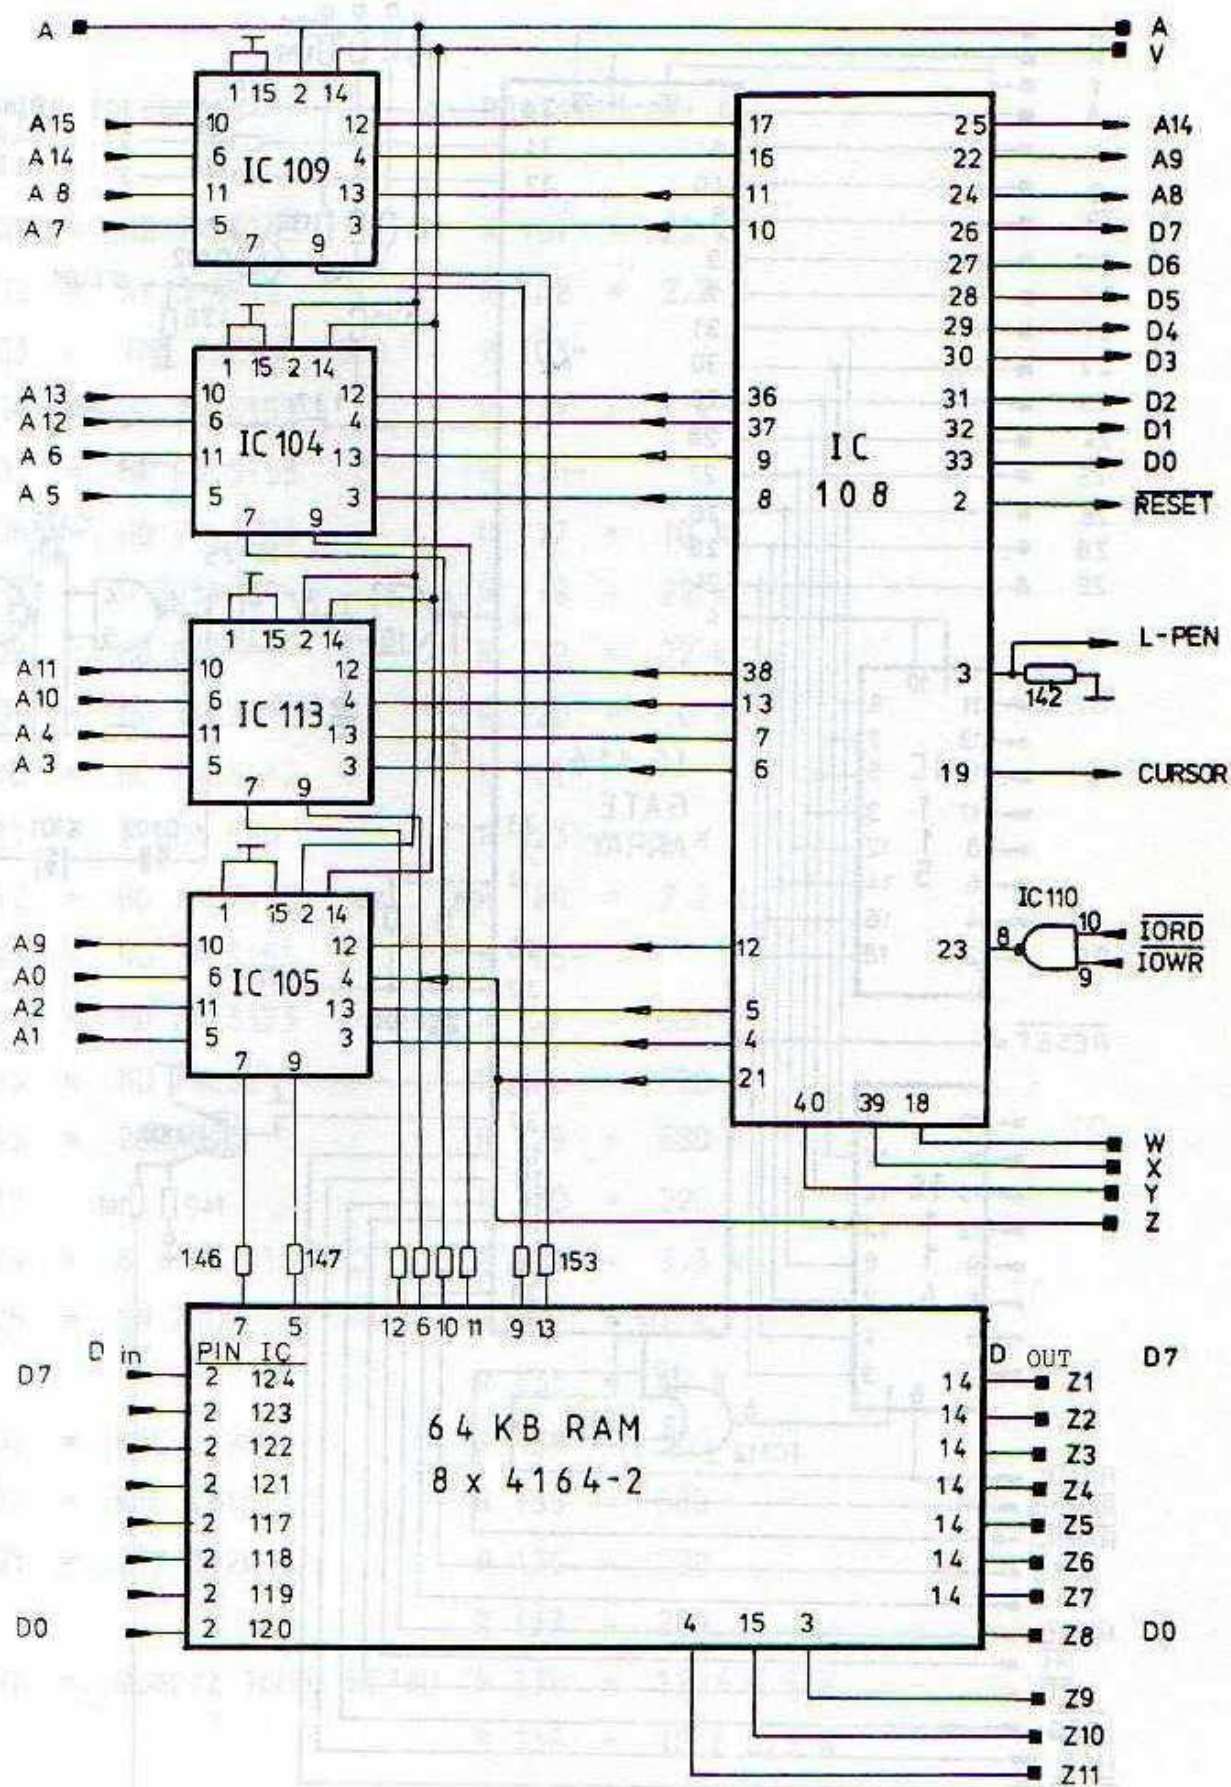 A A
V
1 15 2 14
A15 10 12 17 25 A14
A14 6 4 16 22 A9
IC 109
A 8 11 13 11 24 A8
A 7 5 3 10 26 D7
7 9
27 D6
28 D5
29 D4
30 D3
1 15 2 14
A13 10 12 36 31 D2
A12 6 4 37 32 D1
IC 104
IC
108
A 6 11 13 9 33 D0
A 5 5 3 8 2 RESET
7 9
1 15 2 14
L-PEN
A11 10 12 38 3
142
A10 6 4 13
IC 113
A 4 11 13 7
A 3 5 3 6 19 CURSOR
7 9
1 15 2 14
IC110
10 IORD
A9 10 12 12 23 8
9 IOWR
A0 6 4
IC 105
A2 11 13 5
A1 5 3 4
7 9
21
40 39 18
W
X
Y
Z
146 147 153
7 5 12 6 10 11 9 13
D in PIN IC D OUT D7
D7 2 124 14 Z1
2 123 14 Z2
64 KB RAM
2 122 14 Z3
8 x 4164-2
2 121 14 Z4
2 117 14 Z5
2 118 14 Z6
2 119 14 Z7
D0 2 120 4 15 3 Z8 D0
Z9
Z10
Z11